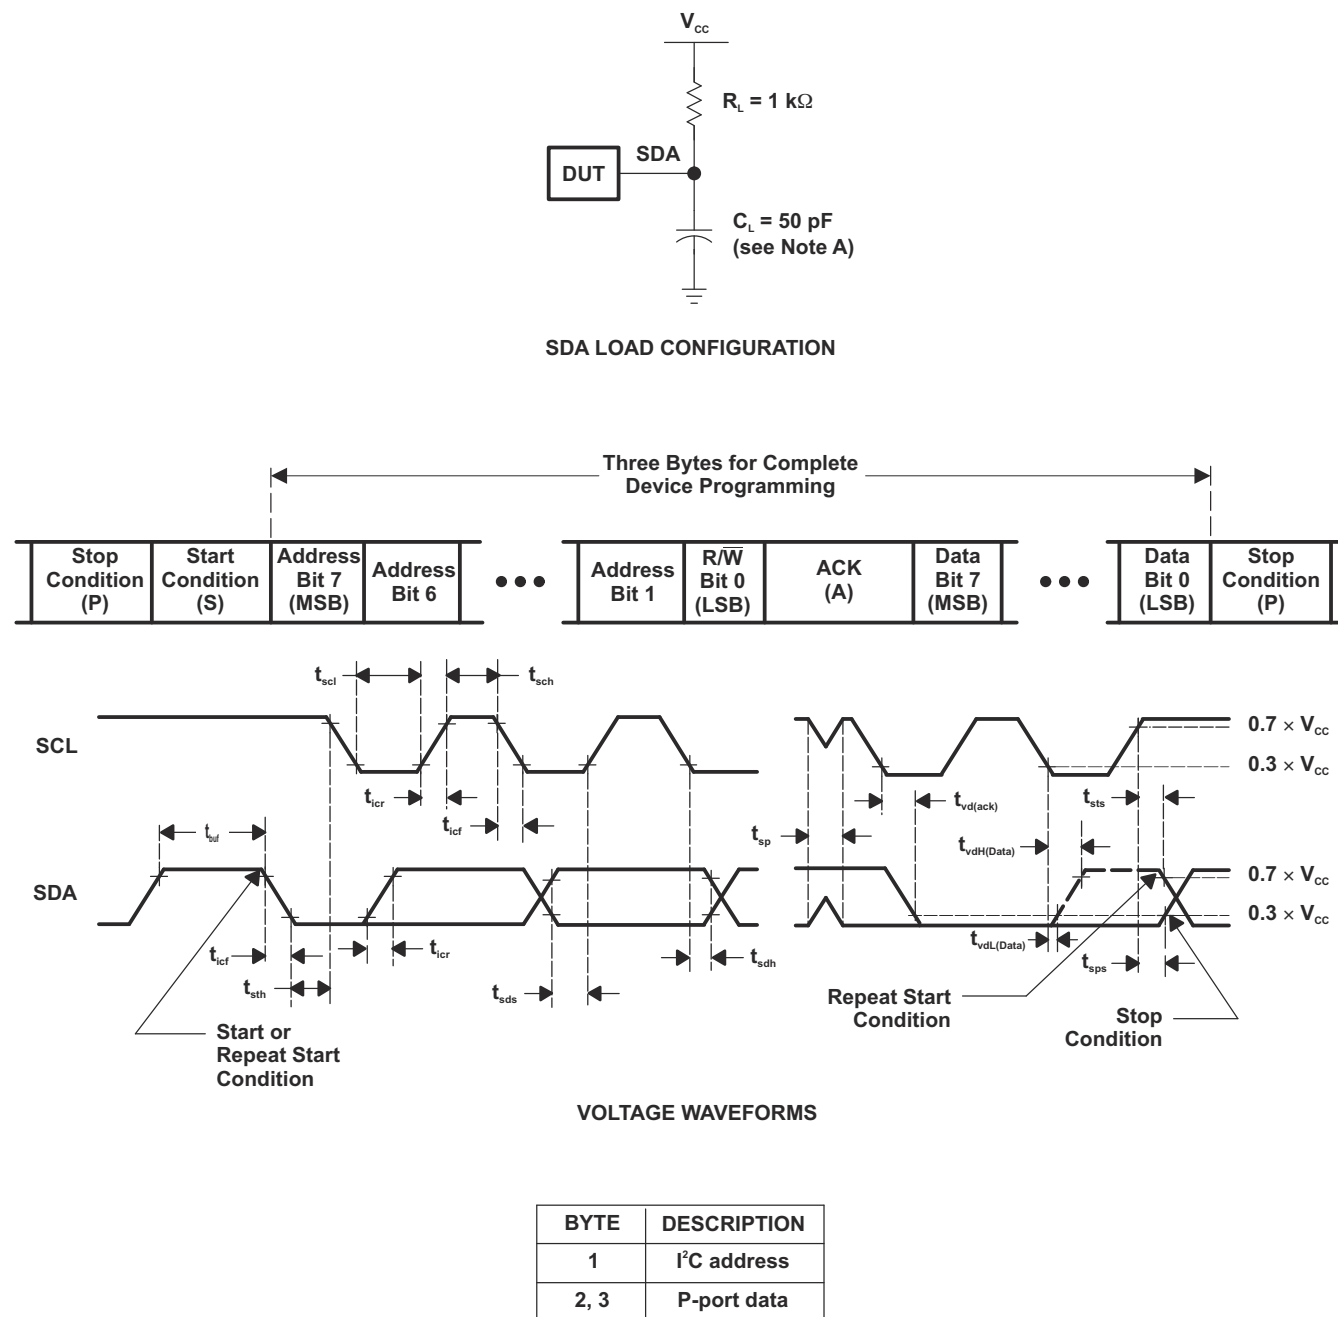 Vcc
RL = 1 kΩ
SDA
DUT
CL = 50 pF
(see Note A)
SDA LOAD CONFIGURATION
Three Bytes for Complete
Device Programming
Stop
Condition
(P)
Start
Condition
(S)
Address
Bit 7
(MSB)
Address
Bit 6
●●●
Address
Bit 1
R/W̅
Bit 0
(LSB)
ACK
(A)
Data
Bit 7
(MSB)
●●●
Data
Bit 0
(LSB)
Stop
Condition
(P)
tscl
tsch
SCL
0.7 × Vcc
0.3 × Vcc
ticr
ticf
tvd(ack)
tsts
tbuf
tsp
tvdH(Data)
SDA
0.7 × Vcc
0.3 × Vcc
ticf
ticr
tsdh
tvdL(Data)
tsth
tsds
tsps
Start or
Repeat Start
Condition
Repeat Start
Condition
Stop
Condition
VOLTAGE WAVEFORMS
BYTE DESCRIPTION
1 I²C address
2, 3 P-port data